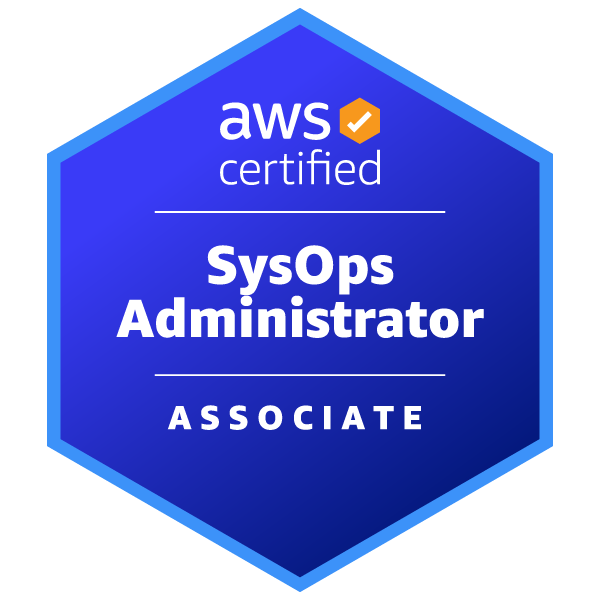 aws
certified
SysOps
Administrator
ASSOCIATE